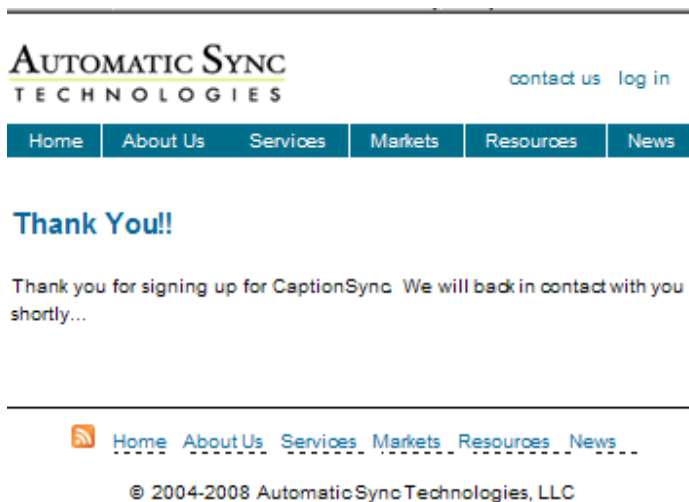 AUTOMATIC SYNC
TECHNOLOGIES
contact us log in
Home About Us Services Markets Resources News
Thank You!!
Thank you for signing up for CaptionSync. We will back in contact with you
shortly...
Home About Us Services Markets Resources News
© 2004-2008 Automatic Sync Technologies, LLC